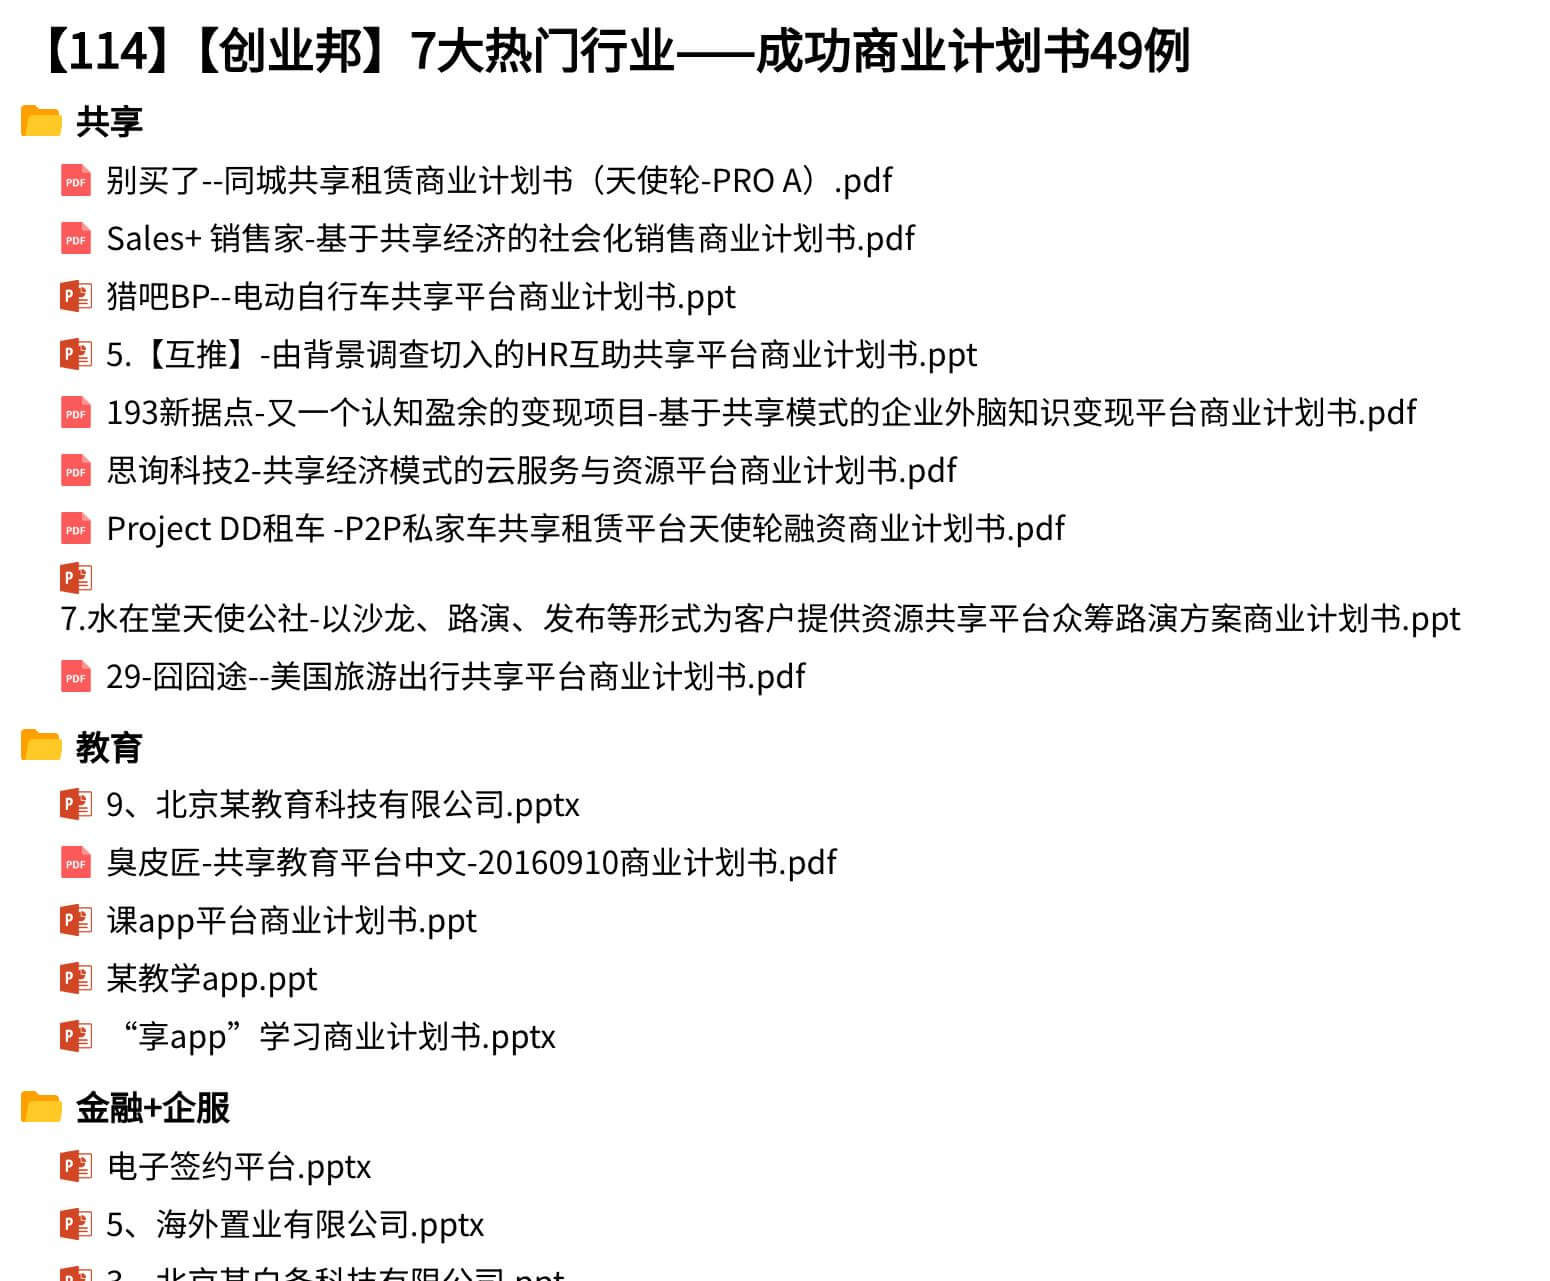 【114】【创业邦】7大热门行业——成功商业计划书49例
共享
别买了--同城共享租赁商业计划书（天使轮-PRO A）.pdf
Sales+ 销售家-基于共享经济的社会化销售商业计划书.pdf
猎吧BP--电动自行车共享平台商业计划书.ppt
5.【互推】-由背景调查切入的HR互助共享平台商业计划书.ppt
193新据点-又一个认知盈余的变现项目-基于共享模式的企业外脑知识变现平台商业计划书.pdf
思询科技2-共享经济模式的云服务与资源平台商业计划书.pdf
Project DD租车 -P2P私家车共享租赁平台天使轮融资商业计划书.pdf
7.水在堂天使公社-以沙龙、路演、发布等形式为客户提供资源共享平台众筹路演方案商业计划书.ppt
29-囧囧途--美国旅游出行共享平台商业计划书.pdf
教育
9、北京某教育科技有限公司.pptx
臭皮匠-共享教育平台中文-20160910商业计划书.pdf
课app平台商业计划书.ppt
某教学app.ppt
“享app”学习商业计划书.pptx
金融+企服
电子签约平台.pptx
5、海外置业有限公司.pptx
3、北京某白条科技有限公司.ppt